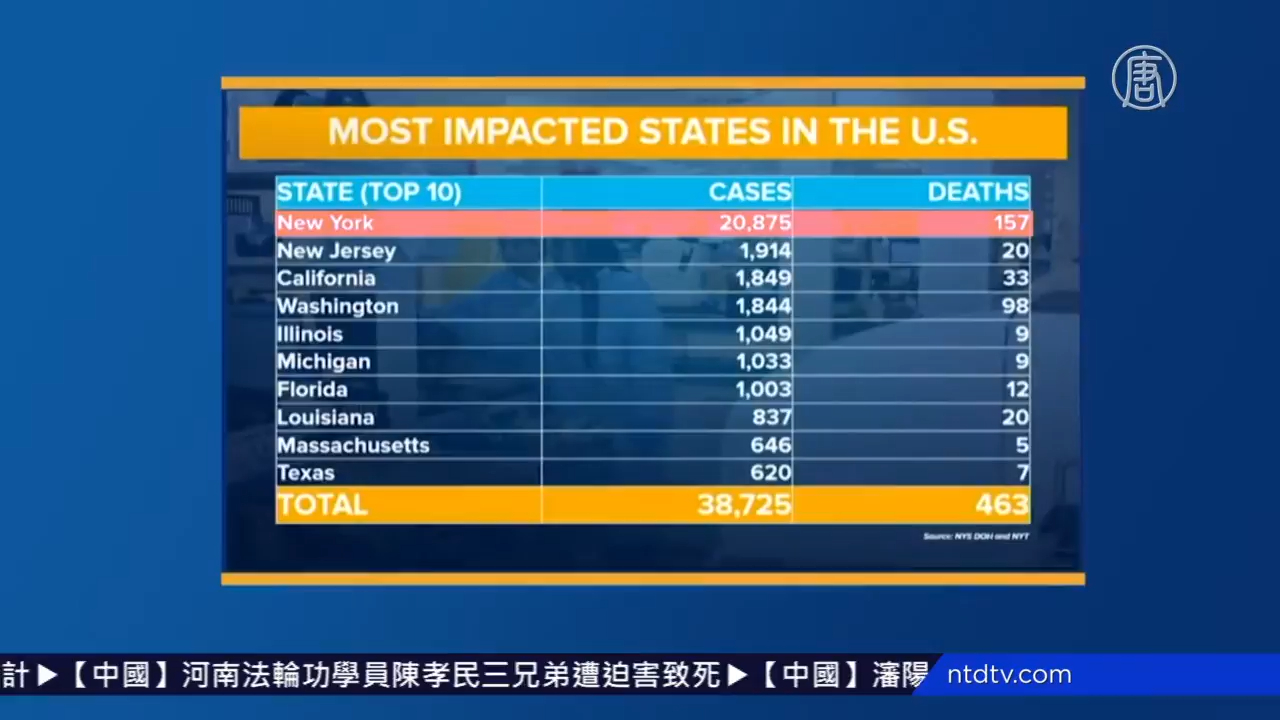 唐
MOST IMPACTED STATES IN THE U.S.
STATE (TOP 10) CASES DEATHS
New York 20,875 157
New Jersey 1,914 20
California 1,849 33
Washington 1,844 98
Illinois 1,049 9
Michigan 1,033 9
Florida 1,003 12
Louisiana 837 20
Massachusetts 646 5
Texas 620 7
TOTAL 38,725 463
Source: NYS DOH and NYT
計▶【中國】河南法輪功學員陳孝民三兄弟遭迫害致死▶【中國】瀋陽 ntdtv.com